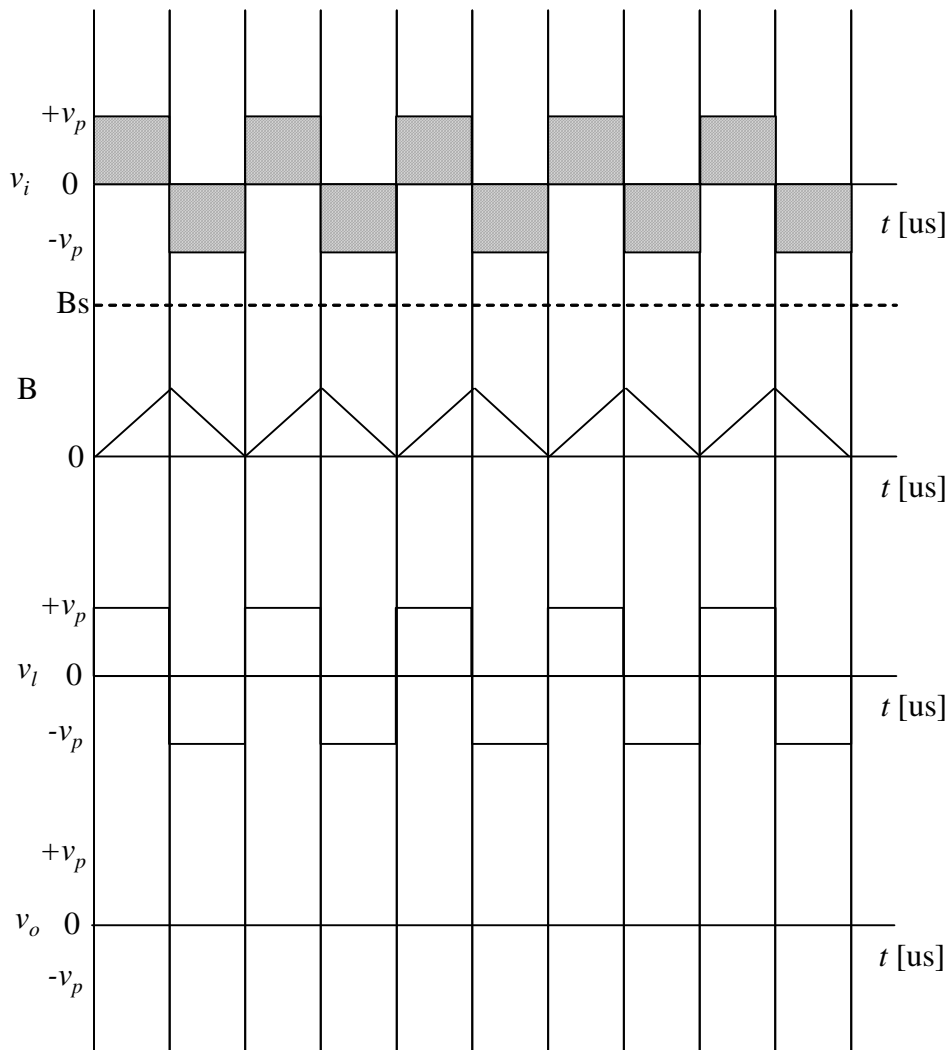 +v_p
v_i 0
t [us]
-v_p
Bs
B
0
t [us]
+v_p
v_l 0
t [us]
-v_p
+v_p
v_o 0
t [us]
-v_p